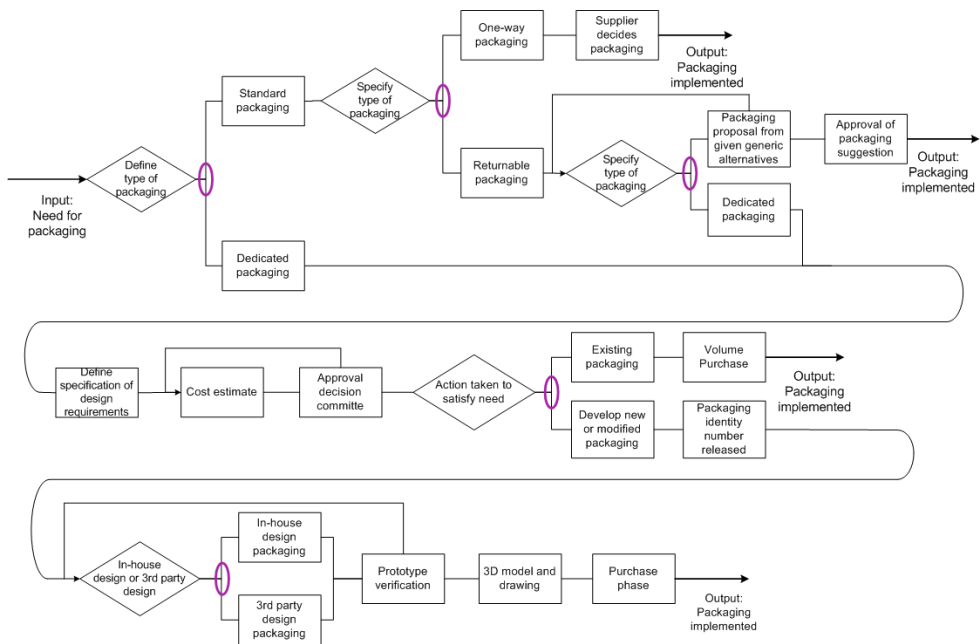 One-way
packaging
Supplier
decides
packaging
Output:
Packaging
implemented
Standard
packaging
Specify
type of
packaging
Define
type of
packaging
Input:
Need for
packaging
Returnable
packaging
Specify
type of
packaging
Packaging
proposal from
given generic
alternatives
Approval of
packaging
suggestion
Output:
Packaging
implemented
Dedicated
packaging
Dedicated
packaging
Define
specification of
design
requirements
Cost estimate
Approval
decision
committe
Action taken to
satisfy need
Existing
packaging
Volume
Purchase
Output:
Packaging
implemented
Develop new
or modified
packaging
Packaging
identity
number
released
In-house
design or 3rd party
design
In-house
design
packaging
3rd party
design
packaging
Prototype
verification
3D model and
drawing
Purchase
phase
Output:
Packaging
implemented